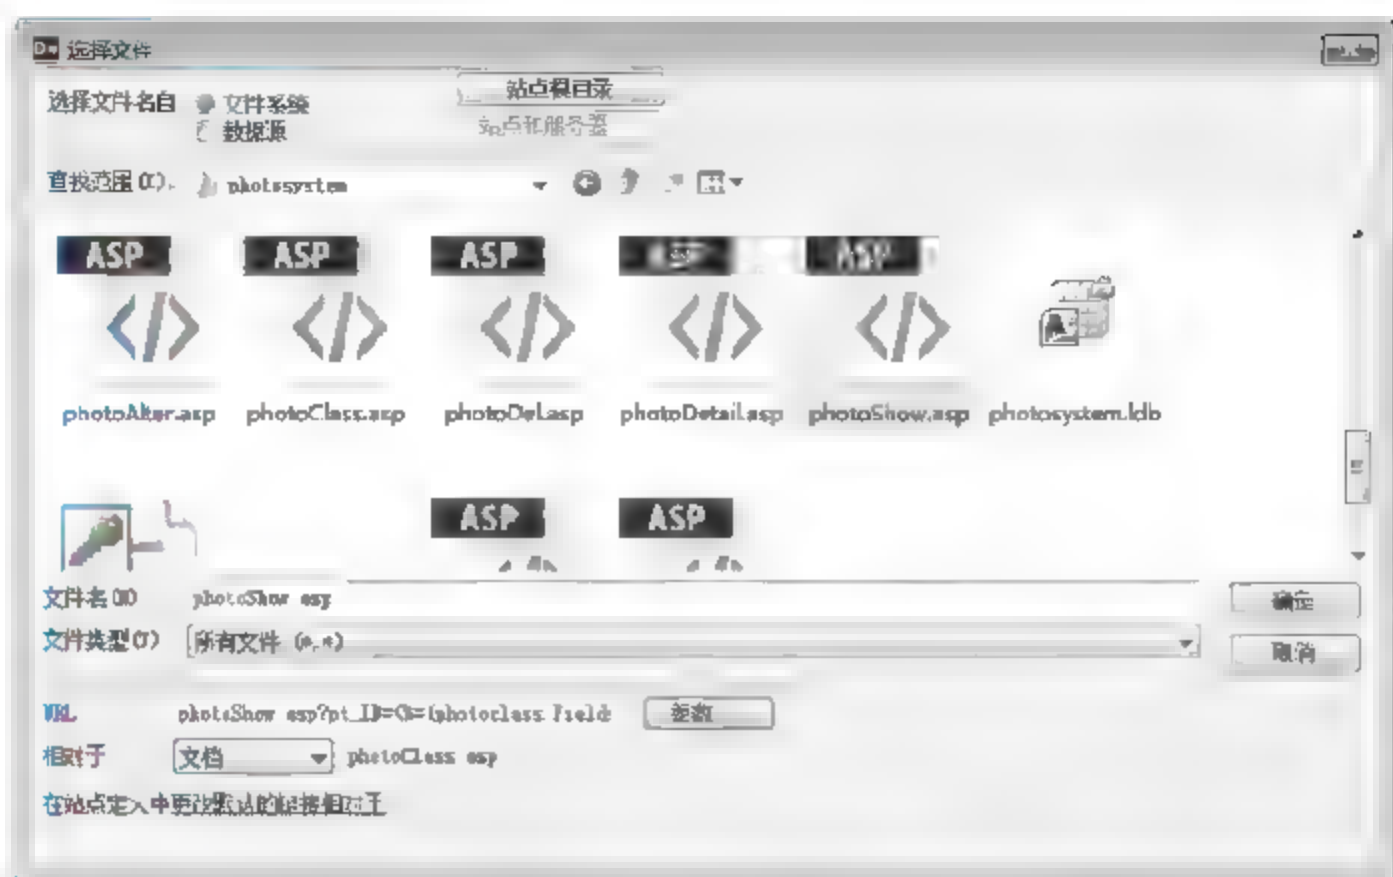 Dw 选择文件
选择文件名自 文件系统 站点根目录
数据源 站点和服务器
查找范围(I): photosystem
ASP ASP ASP ASP ASP
photoAlter.asp photoClass.asp photoDel.asp photoDetail.asp photoShow.asp photosystem.ldb
ASP ASP
文件名(N) photoShow.asp 确定
文件类型(T) 所有文件 (*.*) 取消
URL photoShow.asp?pt_ID=<%=(photoclass.Field: 参数
相对于 文档 photoClass.asp
在站点定义中更改默认的链接相对于